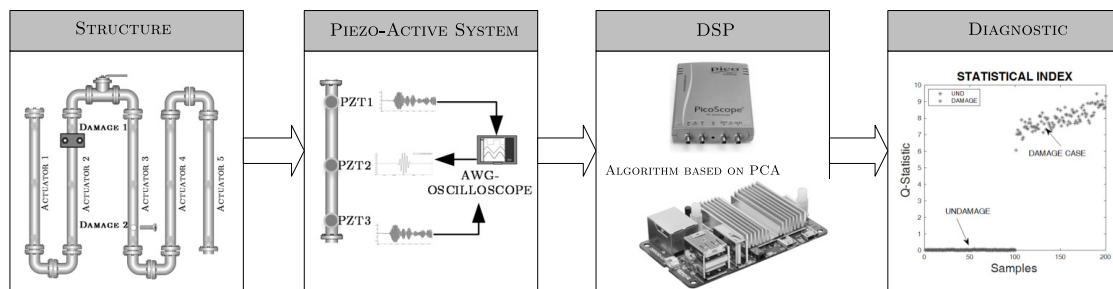 STRUCTURE
DAMAGE 1
ACTUATOR 1
ACTUATOR 2
ACTUATOR 3
ACTUATOR 4
ACTUATOR 5
DAMAGE 2
PIEZO-ACTIVE SYSTEM
PZT1
PZT2
AWG-
OSCILLOSCOPE
PZT3
DSP
pico
PicoScope
ALGORITHM BASED ON PCA
DIAGNOSTIC
STATISTICAL INDEX
UND
DAMAGE
10
9
8
7
6
5
4
3
2
1
0
Q-Statistic
DAMAGE CASE
UNDAMAGE
0
50
100
150
200
Samples